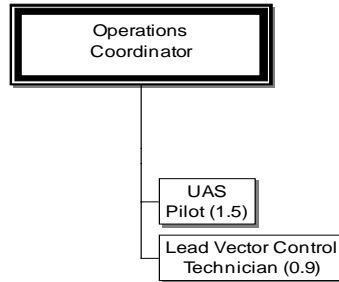 Operations
Coordinator
UAS
Pilot (1.5)
Lead Vector Control
Technician (0.9)